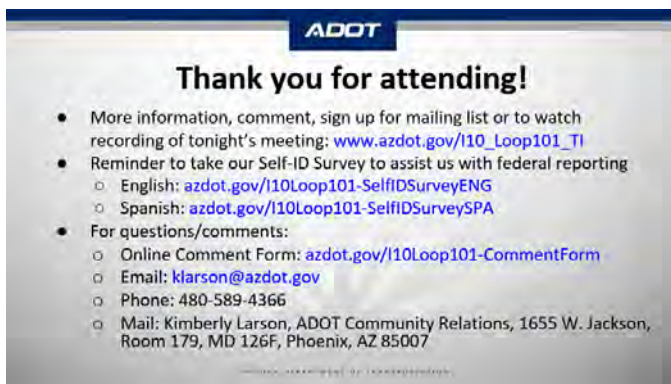 ADOT
Thank you for attending!
● More information, comment, sign up for mailing list or to watch
recording of tonight's meeting: www.azdot.gov/I10_Loop101_TI
● Reminder to take our Self-ID Survey to assist us with federal reporting
○ English: azdot.gov/I10Loop101-SelfIDSurveyENG
○ Spanish: azdot.gov/I10Loop101-SelfIDSurveySPA
● For questions/comments:
○ Online Comment Form: azdot.gov/I10Loop101-CommentForm
○ Email: klarson@azdot.gov
○ Phone: 480-589-4366
○ Mail: Kimberly Larson, ADOT Community Relations, 1655 W. Jackson,
Room 179, MD 126F, Phoenix, AZ 85007
DEPARTMENT OF TRANSPORTATION